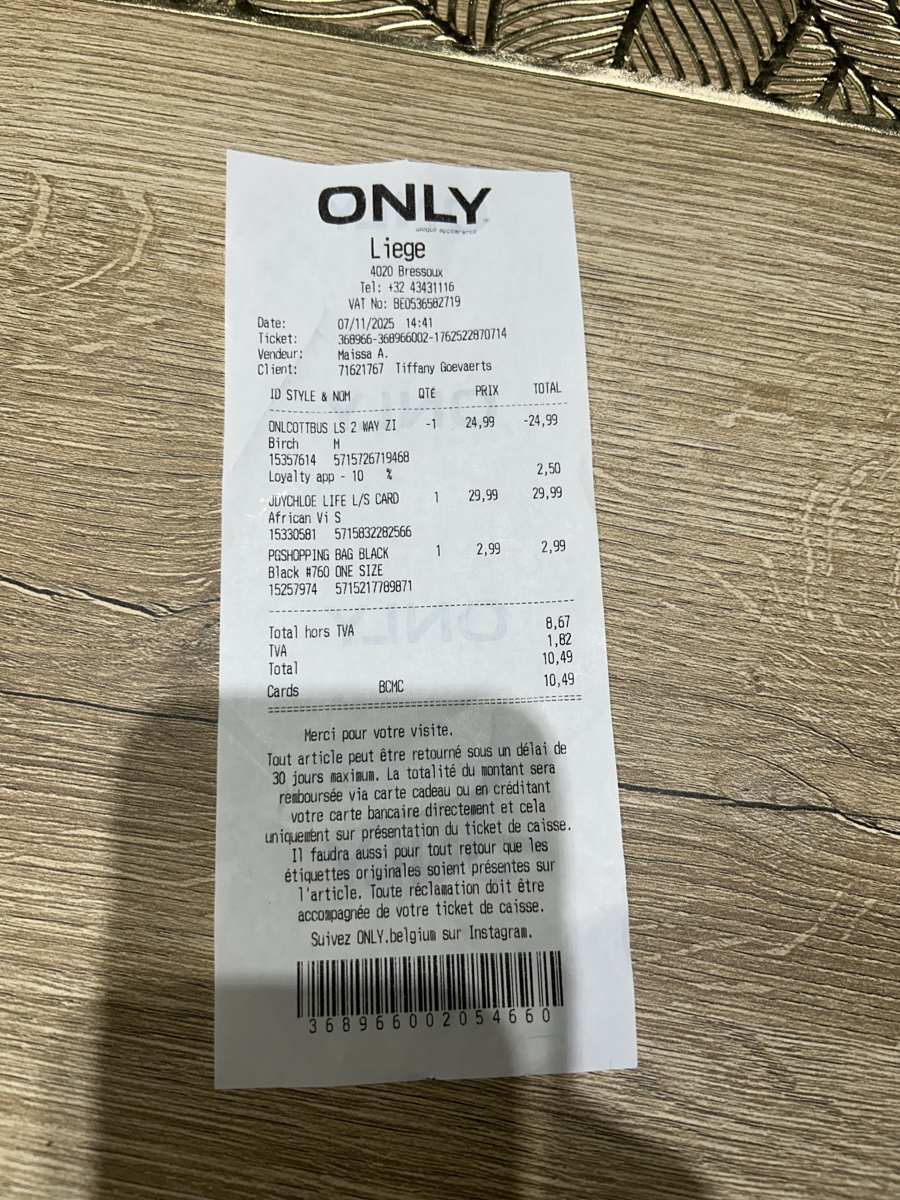 ONLY
unique appearance
Liege
4020 Bressoux
Tel: +32 43431116
VAT No: BE0536582719
Date: 07/11/2025 14:41
Ticket: 368966-368966002-1762522870714
Vendeur: Maissa A.
Client: 71621767 Tiffany Goevaerts
ID STYLE & NOM QTÉ PRIX TOTAL
ONLCOTTBUS LS 2 WAY ZI -1 24,99 -24,99
Birch M
15357614 5715726719468
Loyalty app - 10 % 2,50
JDYCHLOE LIFE L/S CARD 1 29,99 29,99
African Vi S
15330581 5715832282566
PGSHOPPING BAG BLACK 1 2,99 2,99
Black #760 ONE SIZE
15257974 5715217789871
Total hors TVA 8,67
TVA 1,82
Total 10,49
Cards BCMC 10,49
Merci pour votre visite.
Tout article peut être retourné sous un délai de
30 jours maximum. La totalité du montant sera
remboursée via carte cadeau ou en créditant
votre carte bancaire directement et cela
uniquement sur présentation du ticket de caisse.
Il faudra aussi pour tout retour que les
étiquettes originales soient présentes sur
l'article. Toute réclamation doit être
accompagnée de votre ticket de caisse.
Suivez ONLY.belgium sur Instagram.
368966002054660